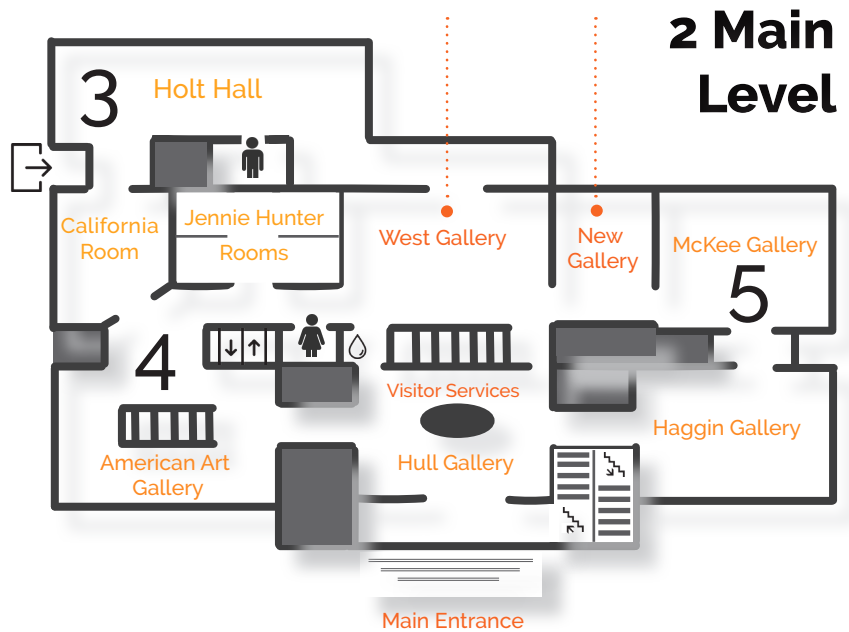 2 Main
Level
3
Holt Hall
California
Room
Jennie Hunter
Rooms
West Gallery
New
Gallery
McKee Gallery
5
4
Visitor Services
American Art
Gallery
Hull Gallery
Haggin Gallery
Main Entrance